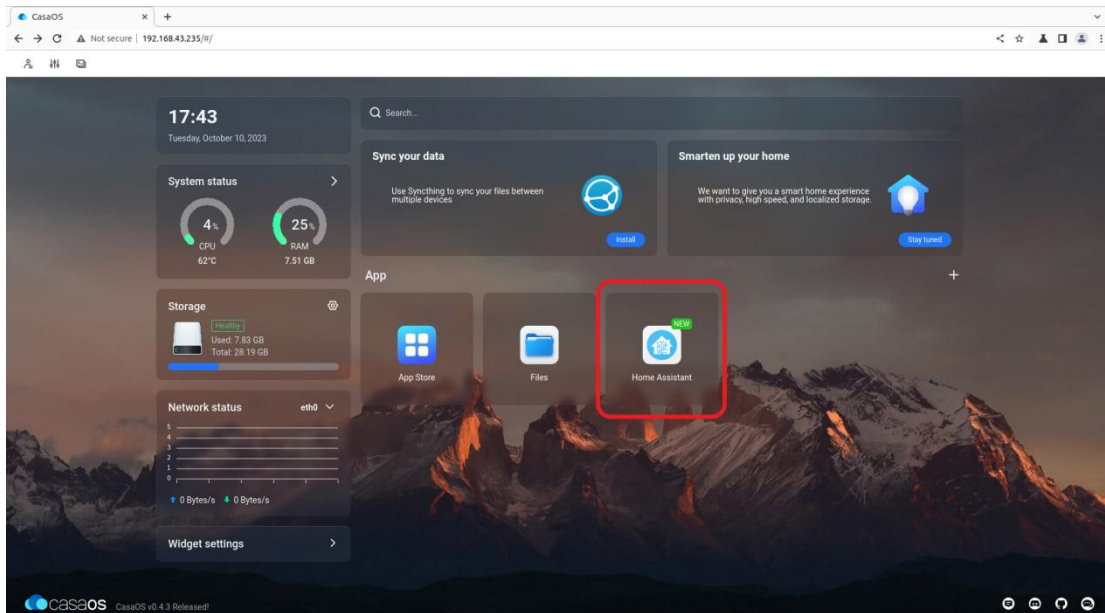 CasaOS
Not secure | 192.168.43.235/#/
17:43
Tuesday, October 10, 2023
Search...
System status
4%
CPU
62°C
25%
RAM
7.51 GB
Sync your data
Use Syncthing to sync your files between
multiple devices
Install
Smarten up your home
We want to give you a smart home experience
with privacy, high speed, and localized storage.
Stay tuned
Storage
Healthy
Used: 7.83 GB
Total: 28.19 GB
App
App Store
Files
NEW
Home Assistant
Network status
eth0
5
4
3
2
1
0
0 Bytes/s
0 Bytes/s
Widget settings
CasaOS
CasaOS v0.4.3 Released!